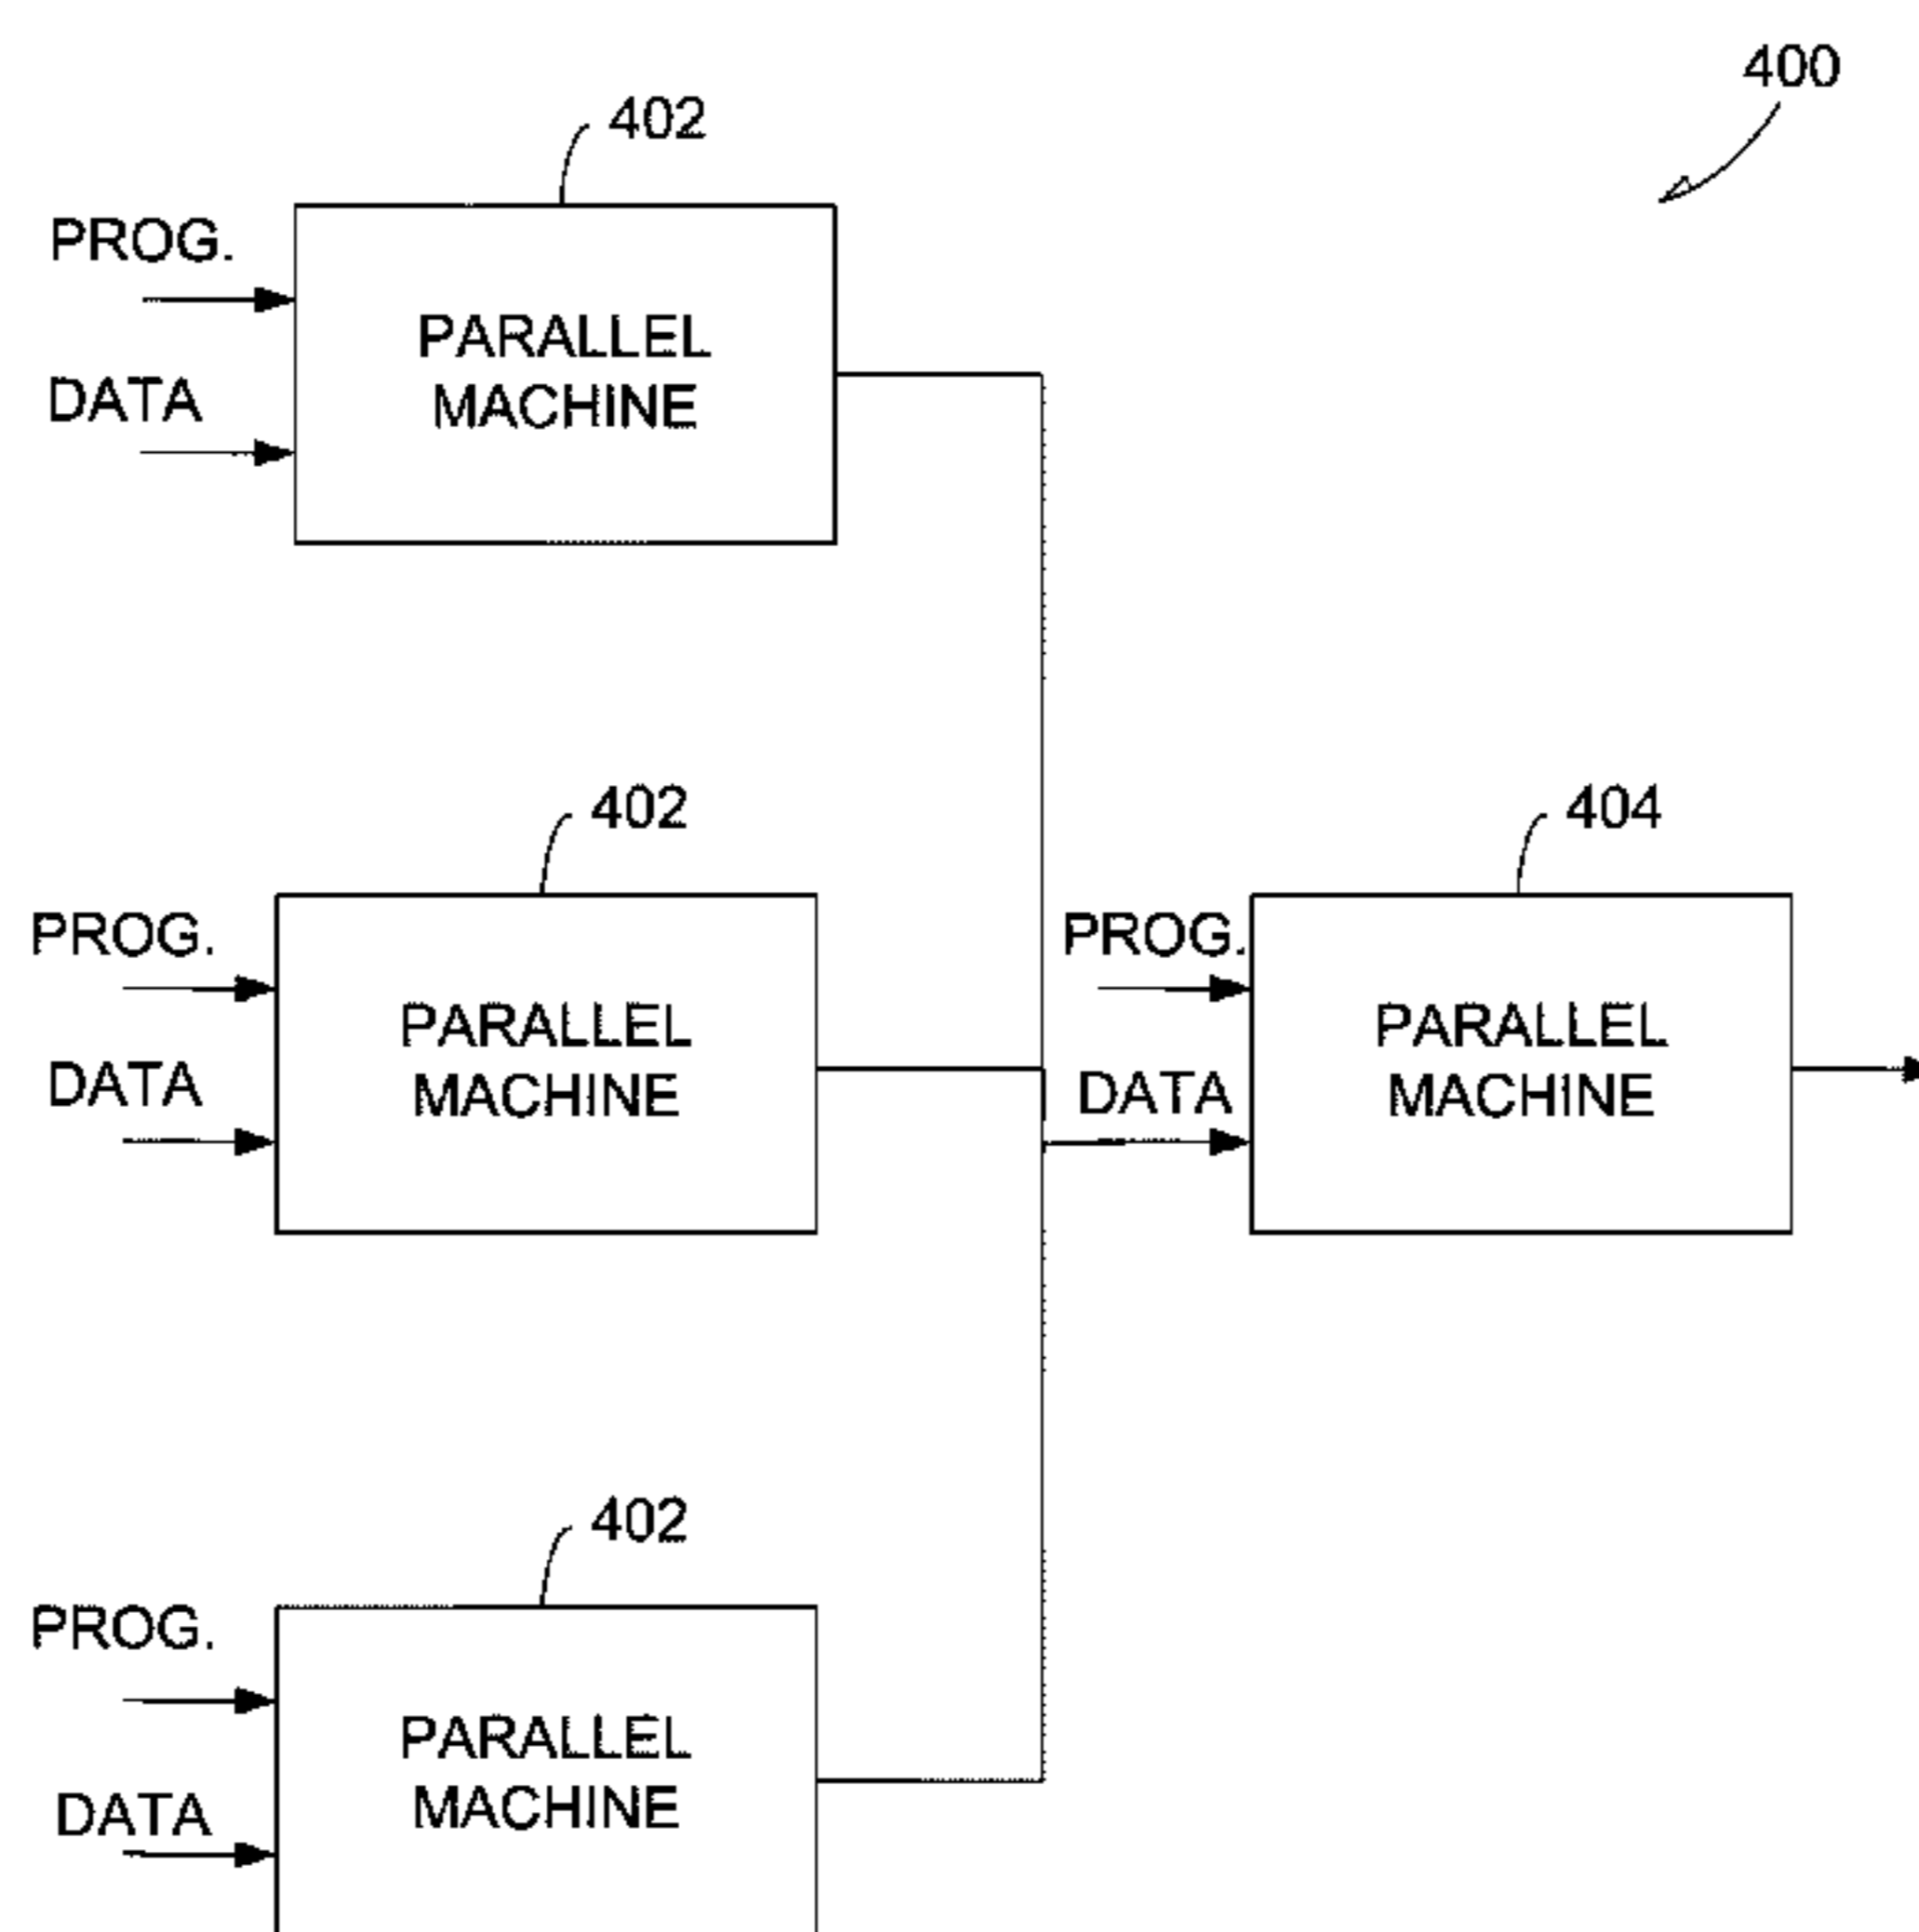 400
402
PROG.
PARALLEL
MACHINE
DATA
402
404
PROG.
PROG.
PARALLEL
MACHINE
PARALLEL
MACHINE
DATA
DATA
402
PROG.
PARALLEL
MACHINE
DATA